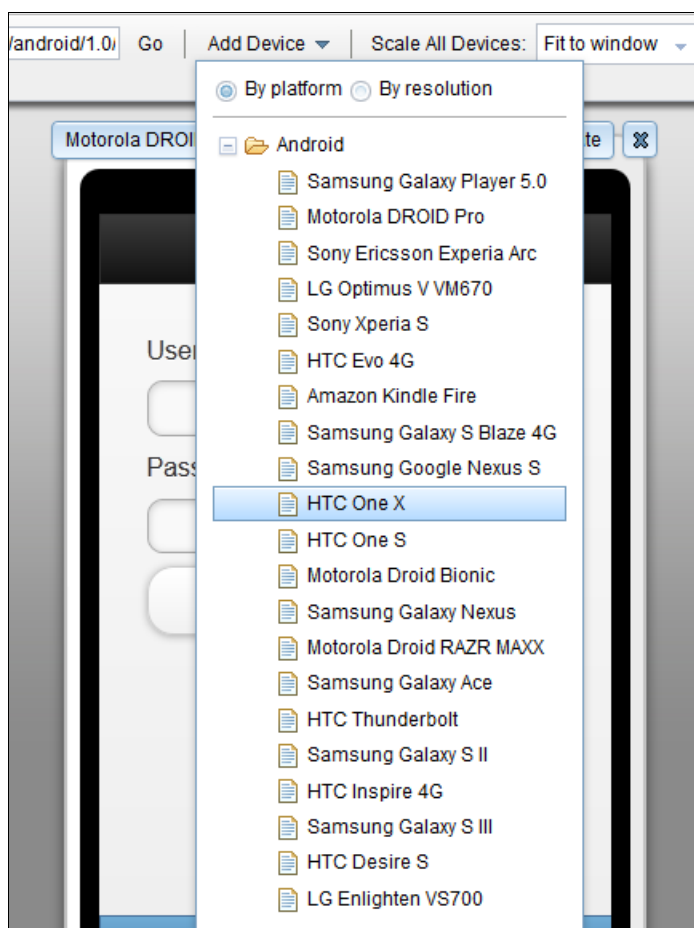 /android/1.0/ Go Add Device Scale All Devices: Fit to window
By platform By resolution
Motorola DROI te
Android
Samsung Galaxy Player 5.0
Motorola DROID Pro
Sony Ericsson Experia Arc
LG Optimus V VM670
Sony Xperia S
User
HTC Evo 4G
Amazon Kindle Fire
Samsung Galaxy S Blaze 4G
Pass
Samsung Google Nexus S
HTC One X
HTC One S
Motorola Droid Bionic
Samsung Galaxy Nexus
Motorola Droid RAZR MAXX
Samsung Galaxy Ace
HTC Thunderbolt
Samsung Galaxy S II
HTC Inspire 4G
Samsung Galaxy S III
HTC Desire S
LG Enlighten VS700